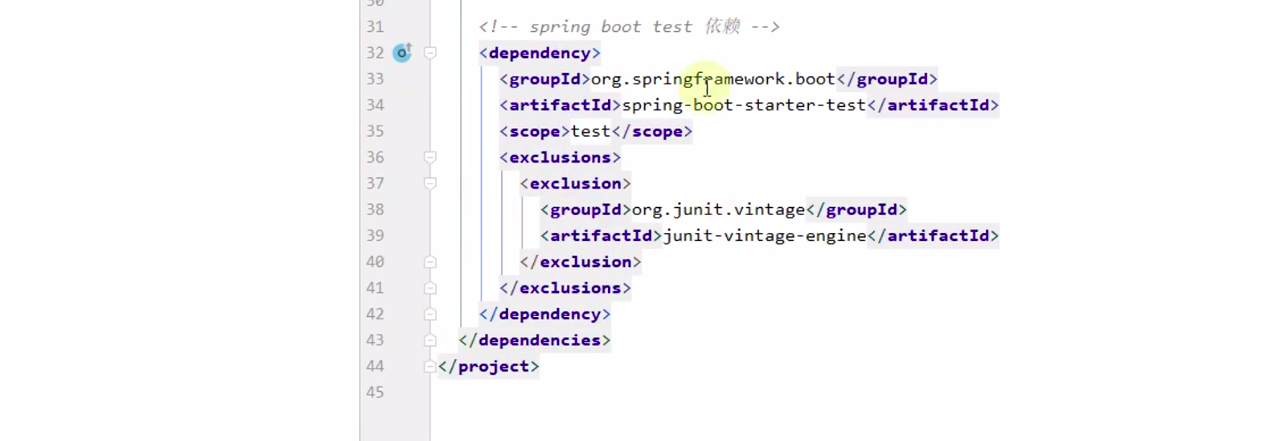 31 <!-- spring boot test 依赖 -->
32 <dependency>
33 <groupId>org.springframework.boot</groupId>
34 <artifactId>spring-boot-starter-test</artifactId>
35 <scope>test</scope>
36 <exclusions>
37 <exclusion>
38 <groupId>org.junit.vintage</groupId>
39 <artifactId>junit-vintage-engine</artifactId>
40 </exclusion>
41 </exclusions>
42 </dependency>
43 </dependencies>
44 </project>
45